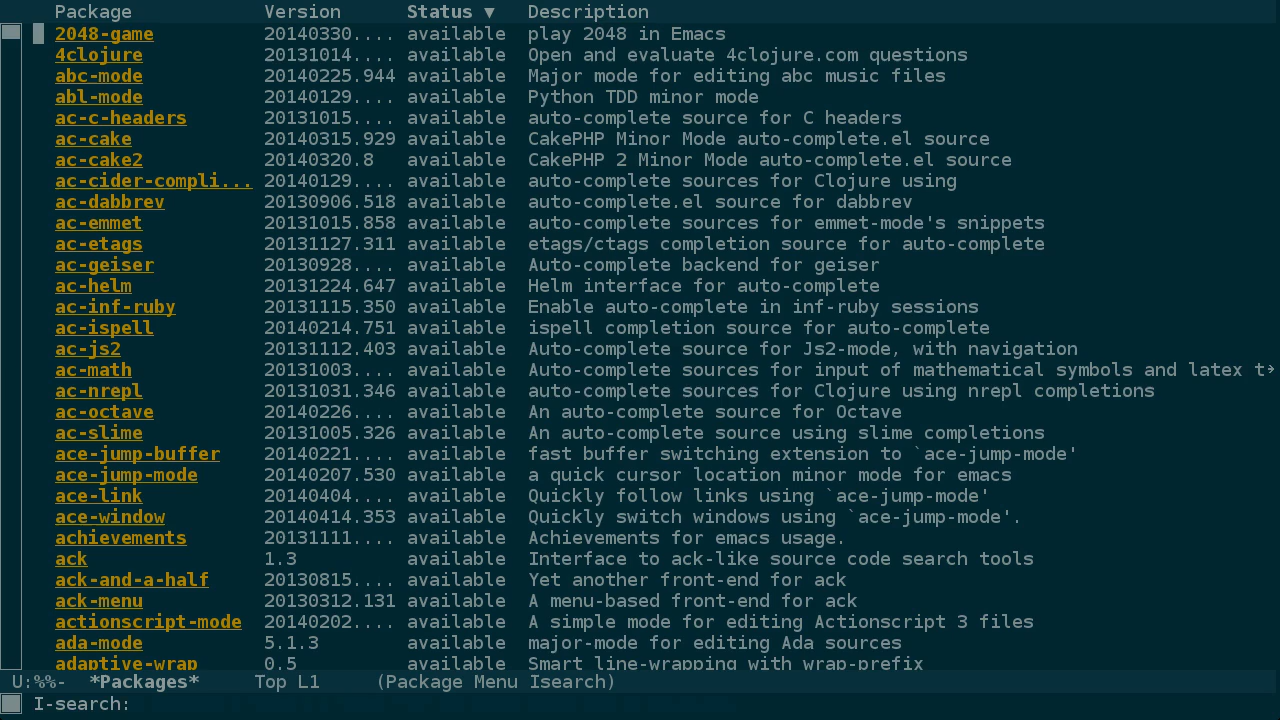 Package Version Status ▼ Description
2048-game 20140330.... available play 2048 in Emacs
4clojure 20131014.... available Open and evaluate 4clojure.com questions
abc-mode 20140225.944 available Major mode for editing abc music files
abl-mode 20140129.... available Python TDD minor mode
ac-c-headers 20131015.... available auto-complete source for C headers
ac-cake 20140315.929 available CakePHP Minor Mode auto-complete.el source
ac-cake2 20140320.8 available CakePHP 2 Minor Mode auto-complete.el source
ac-cider-compli... 20140129.... available auto-complete sources for Clojure using
ac-dabbrev 20130906.518 available auto-complete.el source for dabbrev
ac-emmet 20131015.858 available auto-complete sources for emmet-mode's snippets
ac-etags 20131127.311 available etags/ctags completion source for auto-complete
ac-geiser 20130928.... available Auto-complete backend for geiser
ac-helm 20131224.647 available Helm interface for auto-complete
ac-inf-ruby 20131115.350 available Enable auto-complete in inf-ruby sessions
ac-ispell 20140214.751 available ispell completion source for auto-complete
ac-js2 20131112.403 available Auto-complete source for Js2-mode, with navigation
ac-math 20131003.... available Auto-complete sources for input of mathematical symbols and latex t→
ac-nrepl 20131031.346 available auto-complete sources for Clojure using nrepl completions
ac-octave 20140226.... available An auto-complete source for Octave
ac-slime 20131005.326 available An auto-complete source using slime completions
ace-jump-buffer 20140221.... available fast buffer switching extension to `ace-jump-mode'
ace-jump-mode 20140207.530 available a quick cursor location minor mode for emacs
ace-link 20140404.... available Quickly follow links using `ace-jump-mode'
ace-window 20140414.353 available Quickly switch windows using `ace-jump-mode'.
achievements 20131111.... available Achievements for emacs usage.
ack 1.3 available Interface to ack-like source code search tools
ack-and-a-half 20130815.... available Yet another front-end for ack
ack-menu 20130312.131 available A menu-based front-end for ack
actionscript-mode 20140202.... available A simple mode for editing Actionscript 3 files
ada-mode 5.1.3 available major-mode for editing Ada sources
adaptive-wrap 0.5 available Smart line-wrapping with wrap-prefix
U:%%- *Packages* Top L1 (Package Menu Isearch)
I-search: